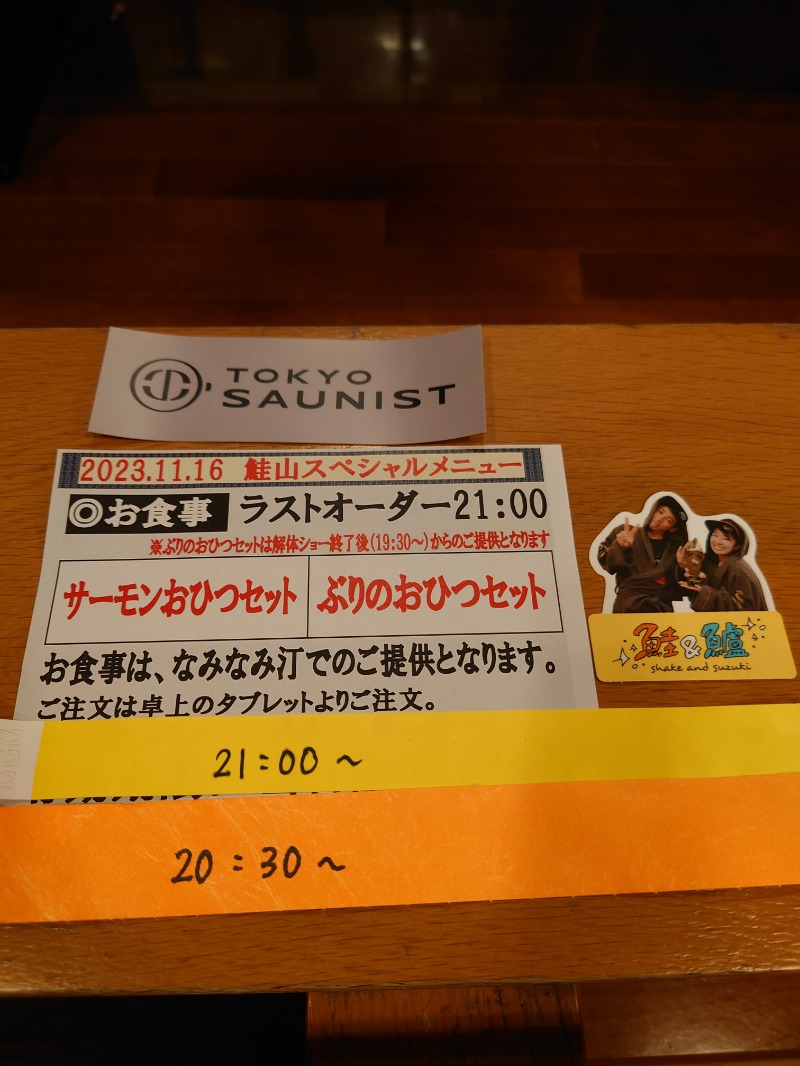 TOKYO
SAUNIST
2023.11.16 鮭山スペシャルメニュー
◎お食事 ラストオーダー21:00
※ぶりのおひつセットは解体ショー終了後(19:30～)からのご提供となります
サーモンおひつセット ぶりのおひつセット
お食事は、なみなみ汀でのご提供となります。
ご注文は卓上のタブレットよりご注文。
鮭&鱸
shake and suzuki
21:00～
20:30～